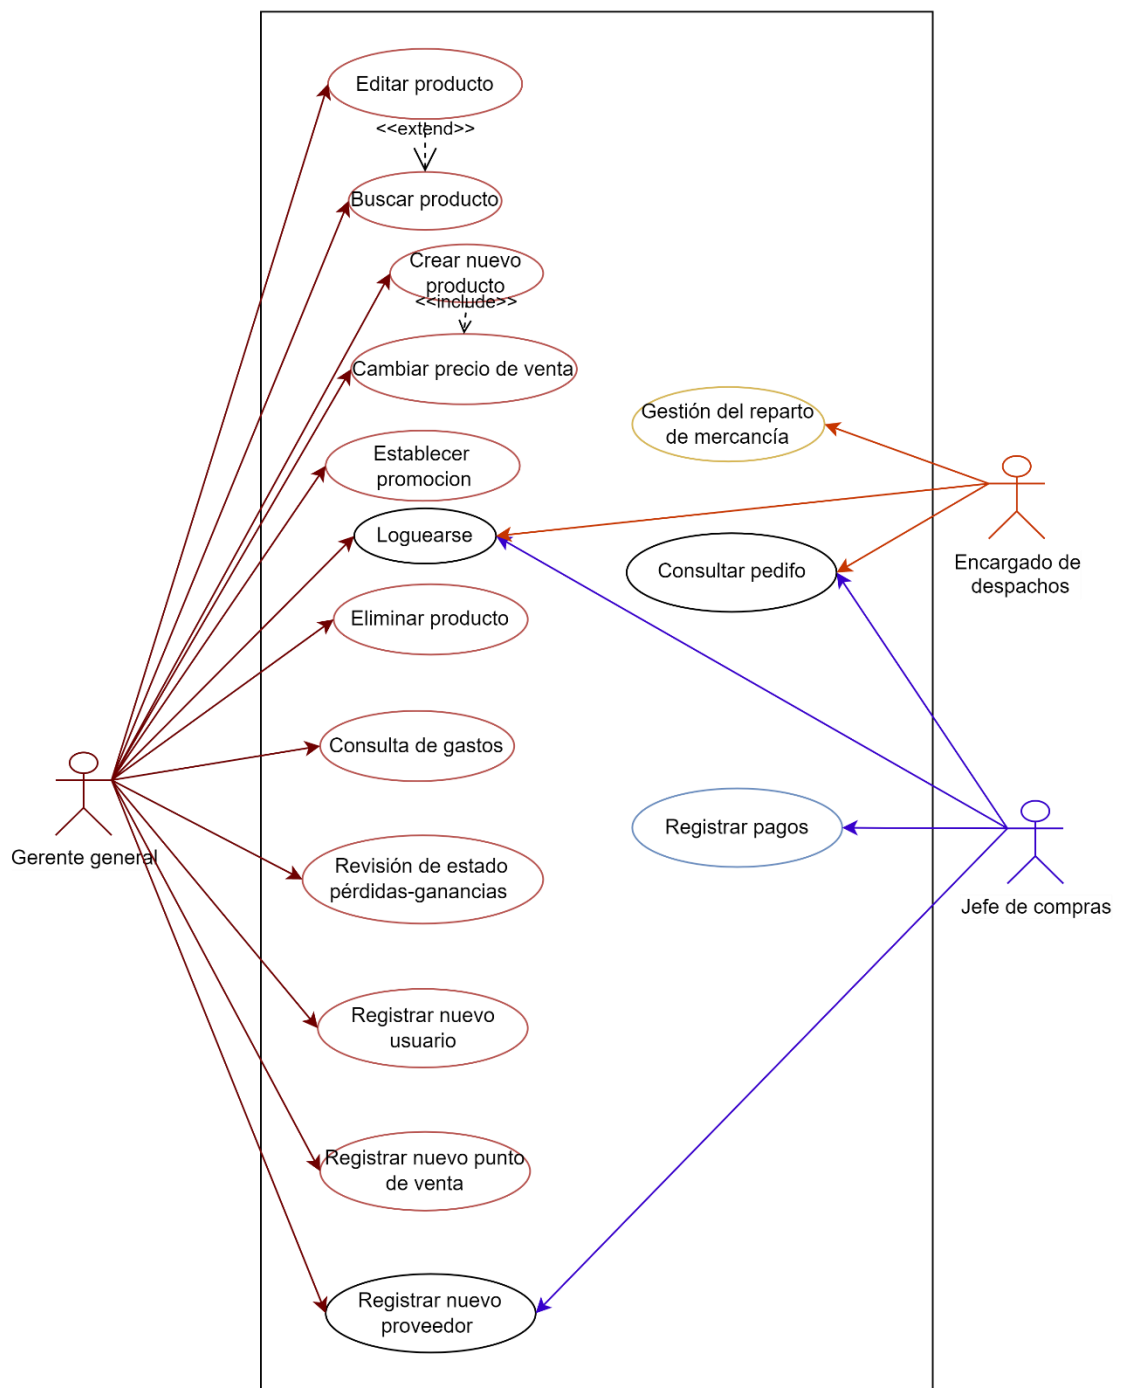 Editar producto
<<extend>>
Buscar producto
Crear nuevo
producto
<<include>>
Cambiar precio de venta
Gestión del reparto
de mercancía
Establecer
promocion
Loguearse
Encargado de
despachos
Consultar pedifo
Eliminar producto
Consulta de gastos
Gerente general
Registrar pagos
Revisión de estado
pérdidas-ganancias
Jefe de compras
Registrar nuevo
usuario
Registrar nuevo punto
de venta
Registrar nuevo
proveedor